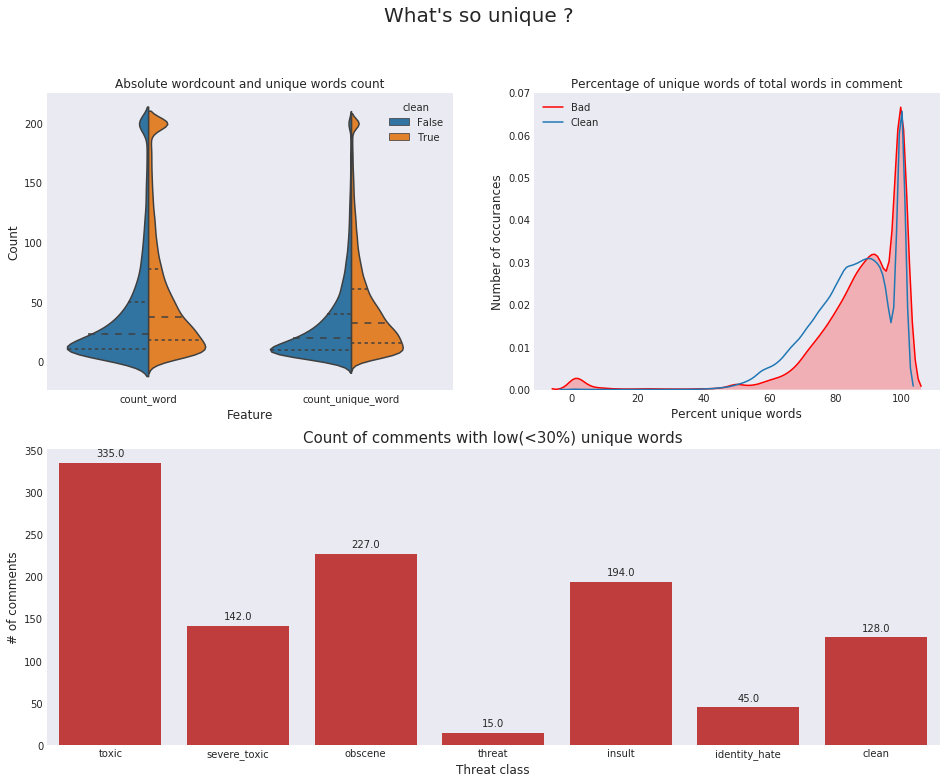 What's so unique ?
Absolute wordcount and unique words count
clean
False
True
200
150
100
50
0
Count
count_word
count_unique_word
Feature
Percentage of unique words of total words in comment
Bad
Clean
0.07
0.06
0.05
0.04
0.03
0.02
0.01
0.00
Number of occurances
0 20 40 60 80 100
Percent unique words
Count of comments with low(<30%) unique words
350
300
250
200
150
100
50
0
# of comments
335.0
142.0
227.0
15.0
194.0
45.0
128.0
toxic severe_toxic obscene threat insult identity_hate clean
Threat class